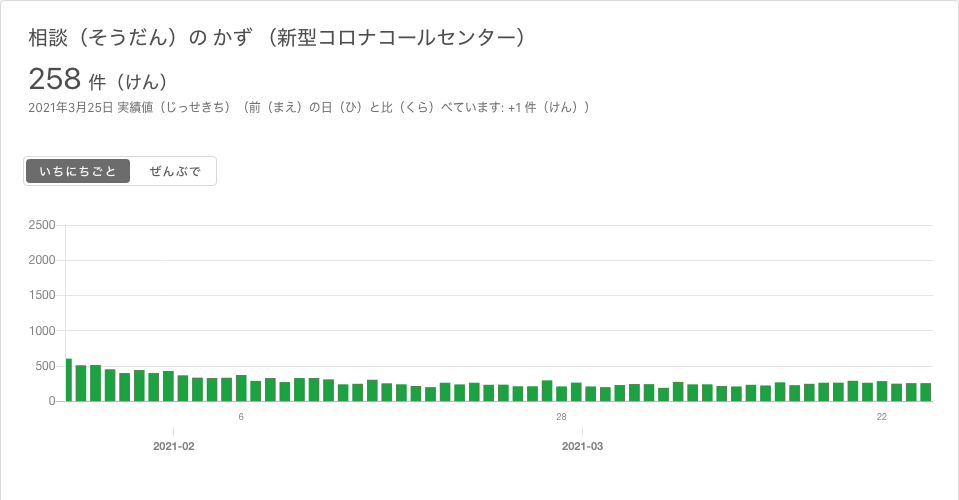 相談（そうだん）の かず （新型コロナコールセンター）
258 件（けん）
2021年3月25日 実績値（じっせきち）（前（まえ）の日（ひ）と比（くら）べています: +1 件（けん））
いちにちごと ぜんぶで
2500
2000
1500
1000
500
0
6 28 22
2021-02 2021-03